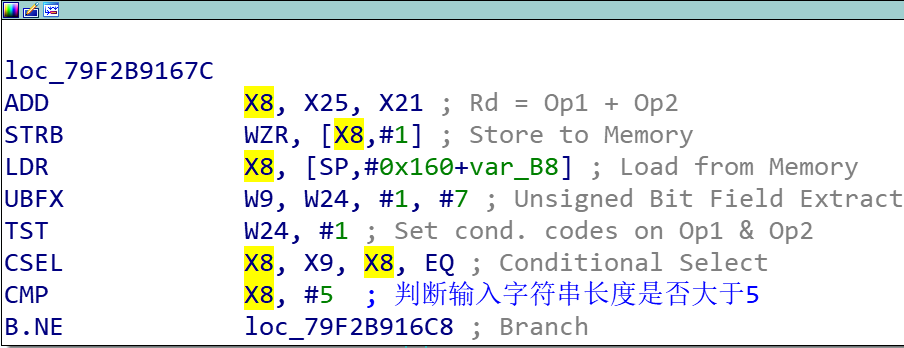 loc_79F2B9167C
ADD X8, X25, X21 ; Rd = Op1 + Op2
STRB WZR, [X8,#1] ; Store to Memory
LDR X8, [SP,#0x160+var_B8] ; Load from Memory
UBFX W9, W24, #1, #7 ; Unsigned Bit Field Extract
TST W24, #1 ; Set cond. codes on Op1 & Op2
CSEL X8, X9, X8, EQ ; Conditional Select
CMP X8, #5 ; 判断输入字符串长度是否大于5
B.NE loc_79F2B916C8 ; Branch